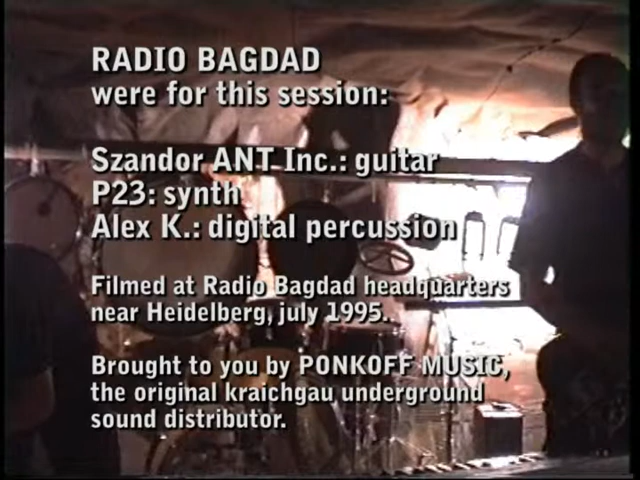 RADIO BAGDAD
were for this session:
Szandor ANT Inc.: guitar
P23: synth
Alex K.: digital percussion
Filmed at Radio Bagdad headquarters
near Heidelberg, july 1995.
Brought to you by PONKOFF MUSIC,
the original kraichgau underground
sound distributor.